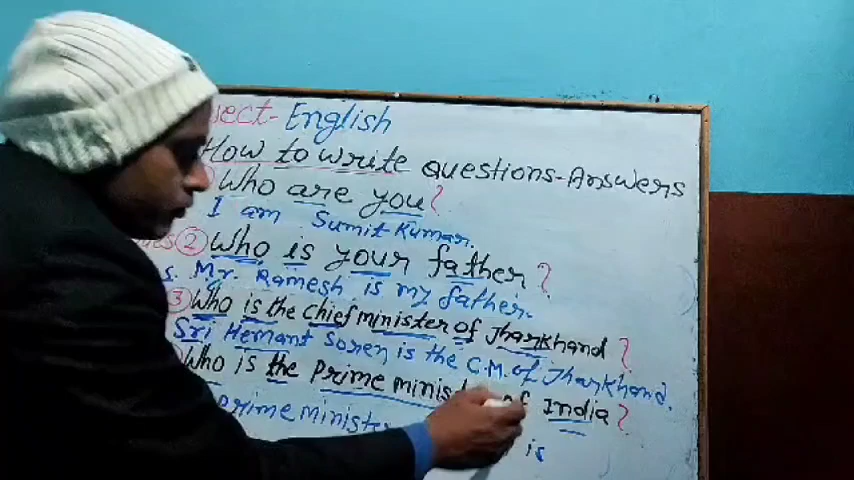 English
How to write questions-Answers
Who are you?
I am Sumit Kumar.
② Who is your father?
Mr. Ramesh is my father.
③ Who is the Chief minister of Jharkhand ?
Sri Hemant Soren is the C.M. of Jharkhand.
Who is the prime of India?
Prime minister is